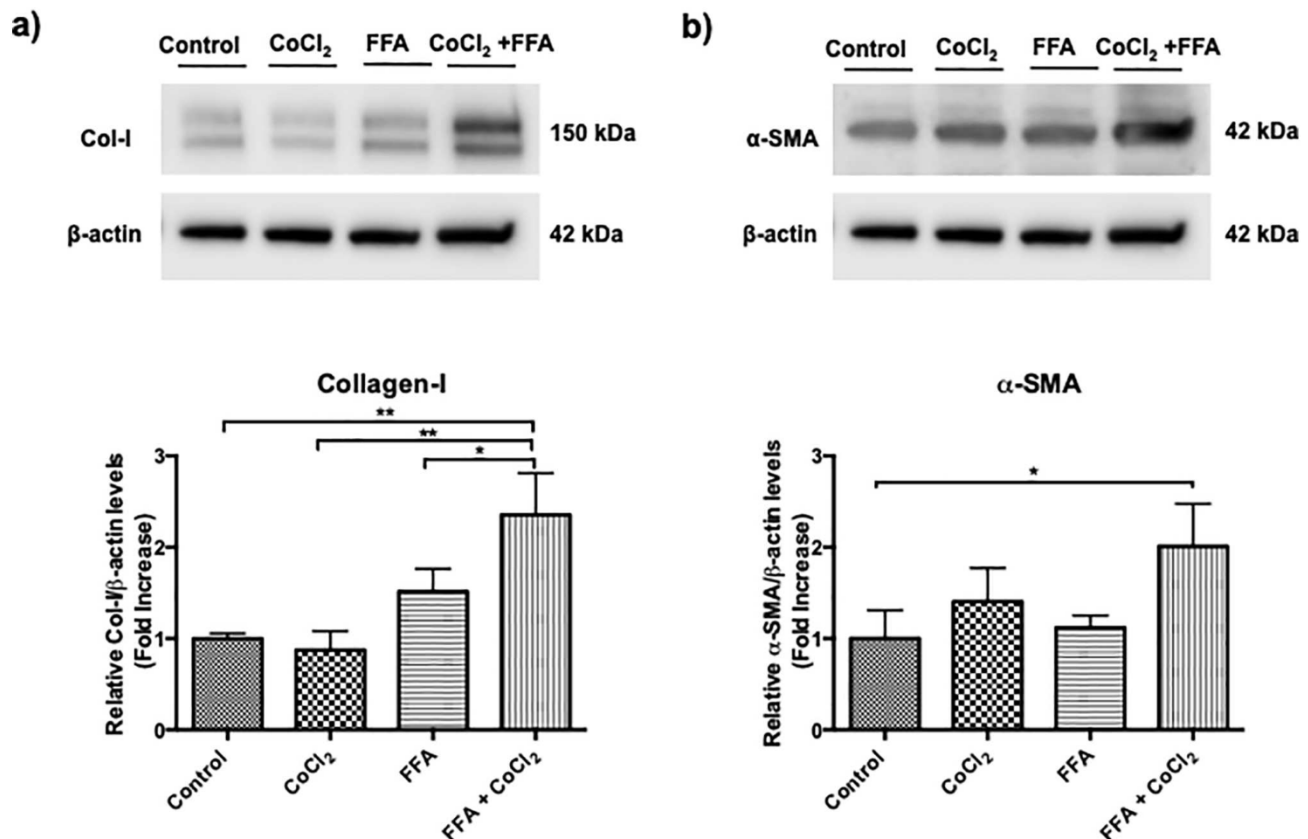 a)
Control CoCl₂ FFA CoCl₂ +FFA
Col-I
150 kDa
β-actin
42 kDa
b)
Control CoCl₂ FFA CoCl₂ +FFA
α-SMA
42 kDa
β-actin
42 kDa
Collagen-I
**
**
*
Relative Col-I/β-actin levels
(Fold Increase)
3
2
1
0
Control
CoCl₂
FFA
FFA + CoCl₂
α-SMA
*
Relative α-SMA/β-actin levels
(Fold Increase)
3
2
1
0
Control
CoCl₂
FFA
FFA + CoCl₂